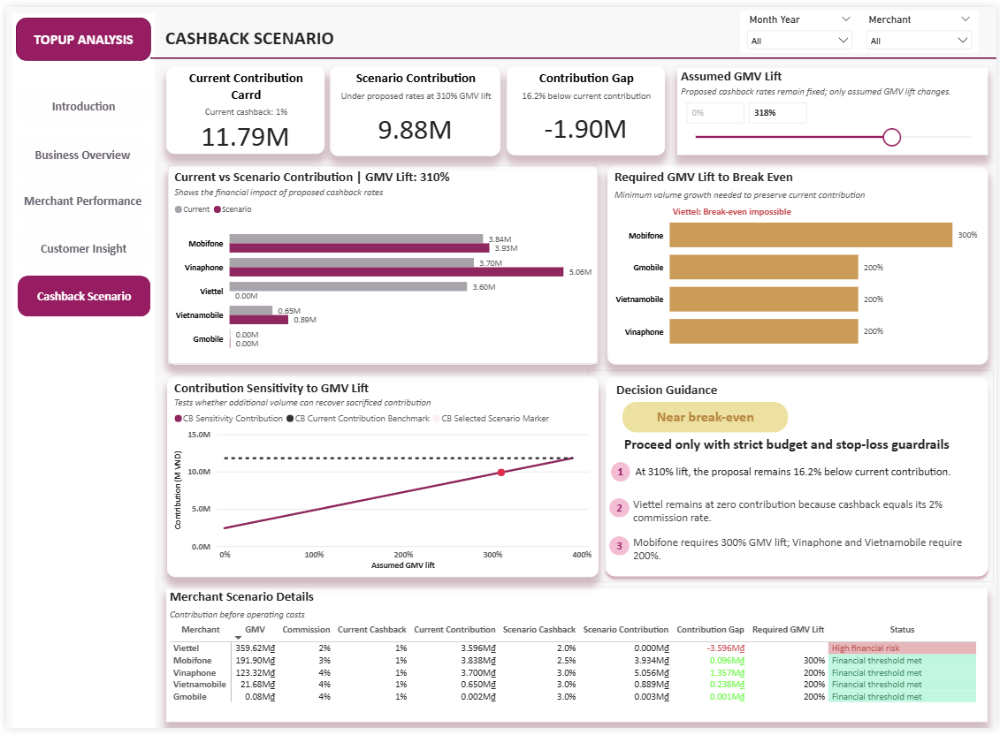 TOPUP ANALYSIS
CASHBACK SCENARIO
Month Year
Merchant
All
All
Introduction
Business Overview
Merchant Performance
Customer Insight
Cashback Scenario
Current Contribution
Carrd
Current cashback: 1%
11.79M
Scenario Contribution
Under proposed rates at 310% GMV lift
9.88M
Contribution Gap
16.2% below current contribution
-1.90M
Assumed GMV Lift
Proposed cashback rates remain fixed; only assumed GMV lift changes.
0%
318%
Current vs Scenario Contribution | GMV Lift: 310%
Shows the financial impact of proposed cashback rates
Current Scenario
Mobifone 3.84M
3.93M
Vinaphone 3.70M
5.06M
Viettel 3.60M
0.00M
Vietnamobile 0.65M
0.89M
Gmobile 0.00M
0.00M
Required GMV Lift to Break Even
Minimum volume growth needed to preserve current contribution
Viettel: Break-even impossible
Mobifone 300%
Gmobile 200%
Vietnamobile 200%
Vinaphone 200%
Contribution Sensitivity to GMV Lift
Tests whether additional volume can recover sacrificed contribution
CB Sensitivity Contribution CB Current Contribution Benchmark CB Selected Scenario Marker
Contribution (M VND)
15.0M
10.0M
5.0M
0.0M
0% 100% 200% 300% 400%
Assumed GMV lift
Decision Guidance
Near break-even
Proceed only with strict budget and stop-loss guardrails
1 At 310% lift, the proposal remains 16.2% below current contribution.
2 Viettel remains at zero contribution because cashback equals its 2%
commission rate.
3 Mobifone requires 300% GMV lift; Vinaphone and Vietnamobile require
200%.
Merchant Scenario Details
Contribution before operating costs
Merchant GMV Commission Current Cashback Current Contribution Scenario Cashback Scenario Contribution Contribution Gap Required GMV Lift Status
Viettel 359.62M₫ 2% 1% 3.596M₫ 2.0% 0.000M₫ -3.596M₫ High financial risk
Mobifone 191.90M₫ 3% 1% 3.838M₫ 2.5% 3.934M₫ 0.096M₫ 300% Financial threshold met
Vinaphone 123.32M₫ 4% 1% 3.700M₫ 3.0% 5.056M₫ 1.357M₫ 200% Financial threshold met
Vietnamobile 21.68M₫ 4% 1% 0.650M₫ 3.0% 0.889M₫ 0.238M₫ 200% Financial threshold met
Gmobile 0.08M₫ 4% 1% 0.002M₫ 3.0% 0.003M₫ 0.001M₫ 200% Financial threshold met